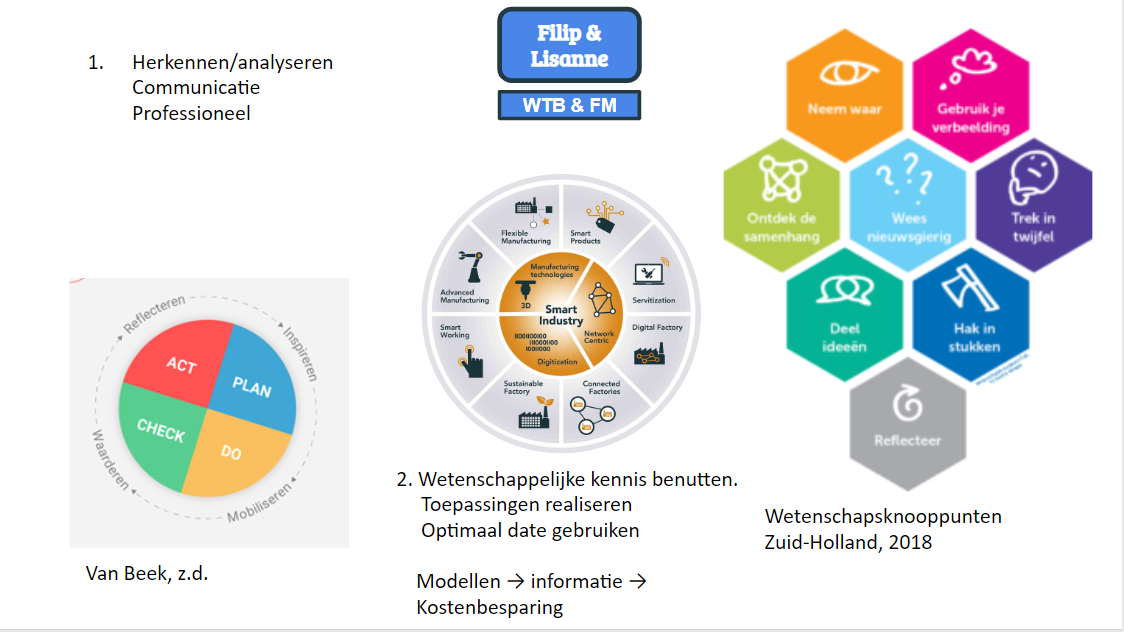 Filip &
Lisanne
WTB & FM
1. Herkennen/analyseren
Communicatie
Professioneel
Neem waar
Gebruik je
verbeelding
Ontdek de
samenhang
Wees
nieuwsgierig
Trek in
twijfel
Deel
ideeën
Hak in
stukken
Reflecteer
Flexible
Manufacturing
Smart
Products
Advanced
Manufacturing
Servitization
Smart
Working
Digital Factory
Sustainable
Factory
Connected
Factories
Manufacturing
technologies
3D
Smart
Industry
Network
Centric
Digitization
Reflecteren
Inspireren
Mobiliseren
Waarderen
ACT
PLAN
CHECK
DO
2. Wetenschappelijke kennis benutten.
Toepassingen realiseren
Optimaal date gebruiken
Modellen → informatie →
Kostenbesparing
Van Beek, z.d.
Wetenschapsknooppunten
Zuid-Holland, 2018